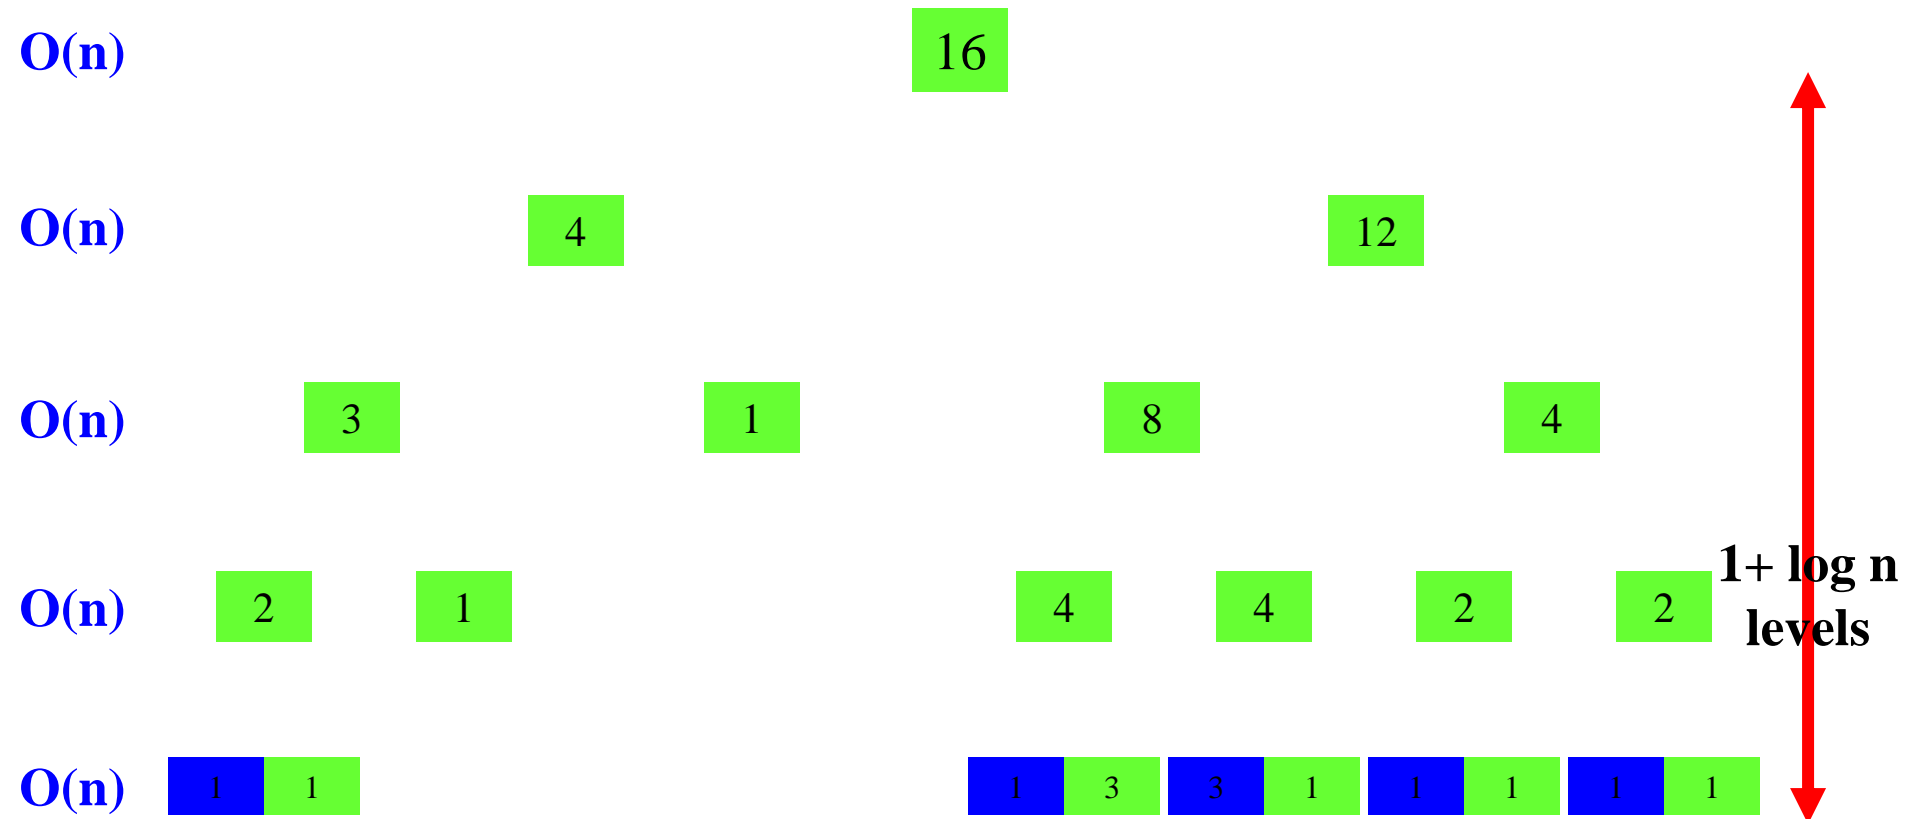 O(n) 16
O(n) 4 12
O(n) 3 1 8 4
1+ log n
levels
O(n) 2 1 4 4 2 2
O(n) 1 1 1 3 3 1 1 1 1 1